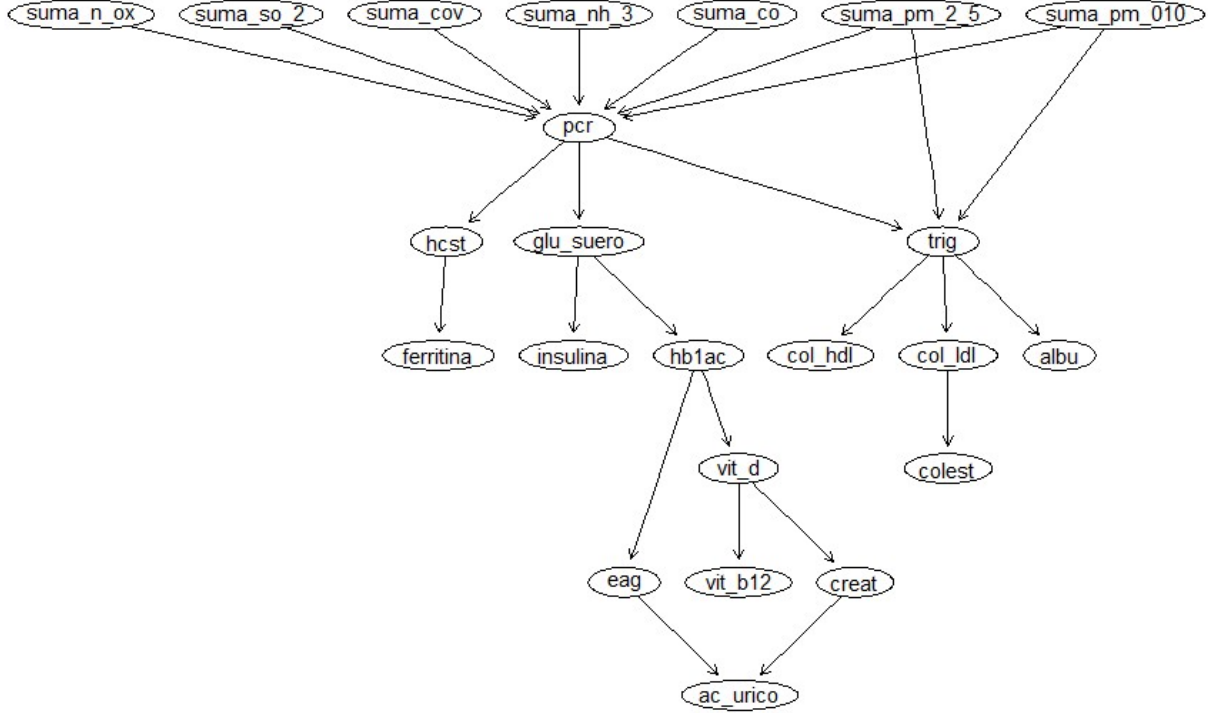 suma_n_ox suma_so_2 suma_cov suma_nh_3 suma_co suma_pm_2_5 suma_pm_010
pcr
hcst glu_suero trig
ferritina insulina hb1ac col_hdl col_ldl albu
vit_d colest
eag vit_b12 creat
ac_urico